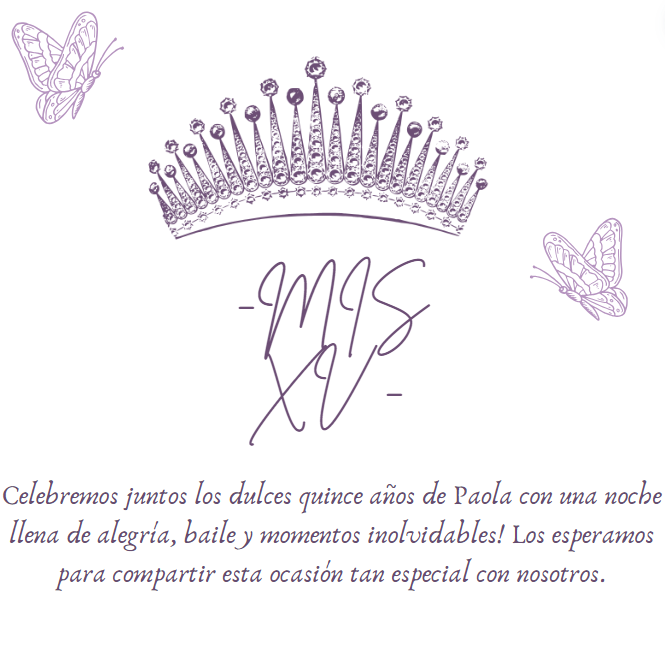 -MIS
XV-
Celebremos juntos los dulces quince años de Paola con una noche
llena de alegría, baile y momentos inolvidables! Los esperamos
para compartir esta ocasión tan especial con nosotros.